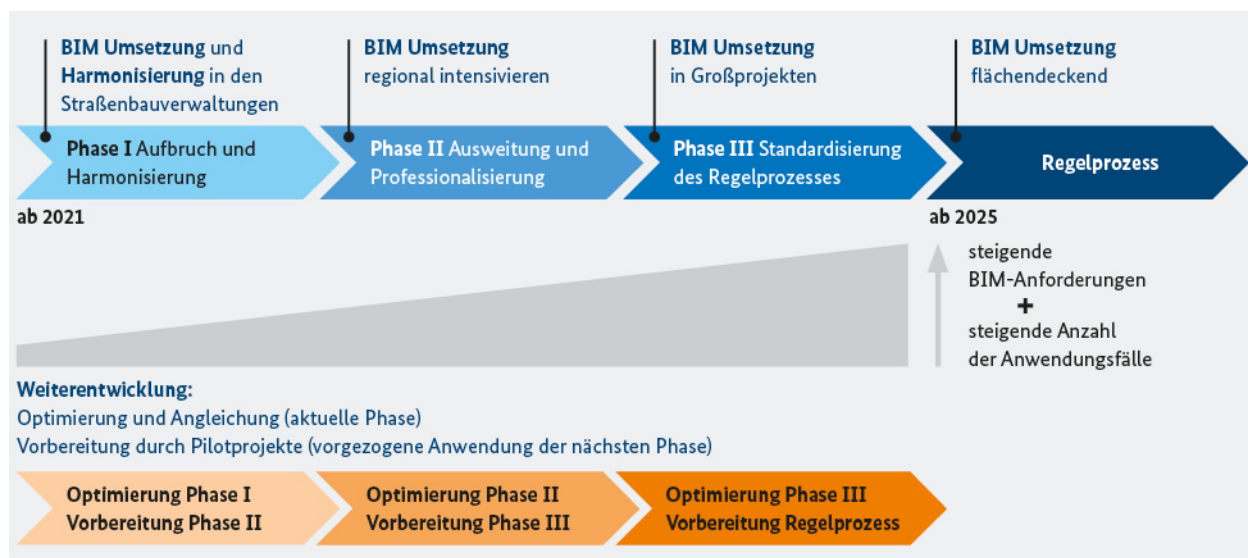 BIM Umsetzung und
Harmonisierung in den
Straßenbauverwaltungen
BIM Umsetzung
regional intensivieren
BIM Umsetzung
in Großprojekten
BIM Umsetzung
flächendeckend
Phase I Aufbruch und
Harmonisierung
Phase II Ausweitung und
Professionalisierung
Phase III Standardisierung
des Regelprozesses
Regelprozess
ab 2021
ab 2025
steigende
BIM-Anforderungen
+
steigende Anzahl
der Anwendungsfälle
Weiterentwicklung:
Optimierung und Angleichung (aktuelle Phase)
Vorbereitung durch Pilotprojekte (vorgezogene Anwendung der nächsten Phase)
Optimierung Phase I
Vorbereitung Phase II
Optimierung Phase II
Vorbereitung Phase III
Optimierung Phase III
Vorbereitung Regelprozess